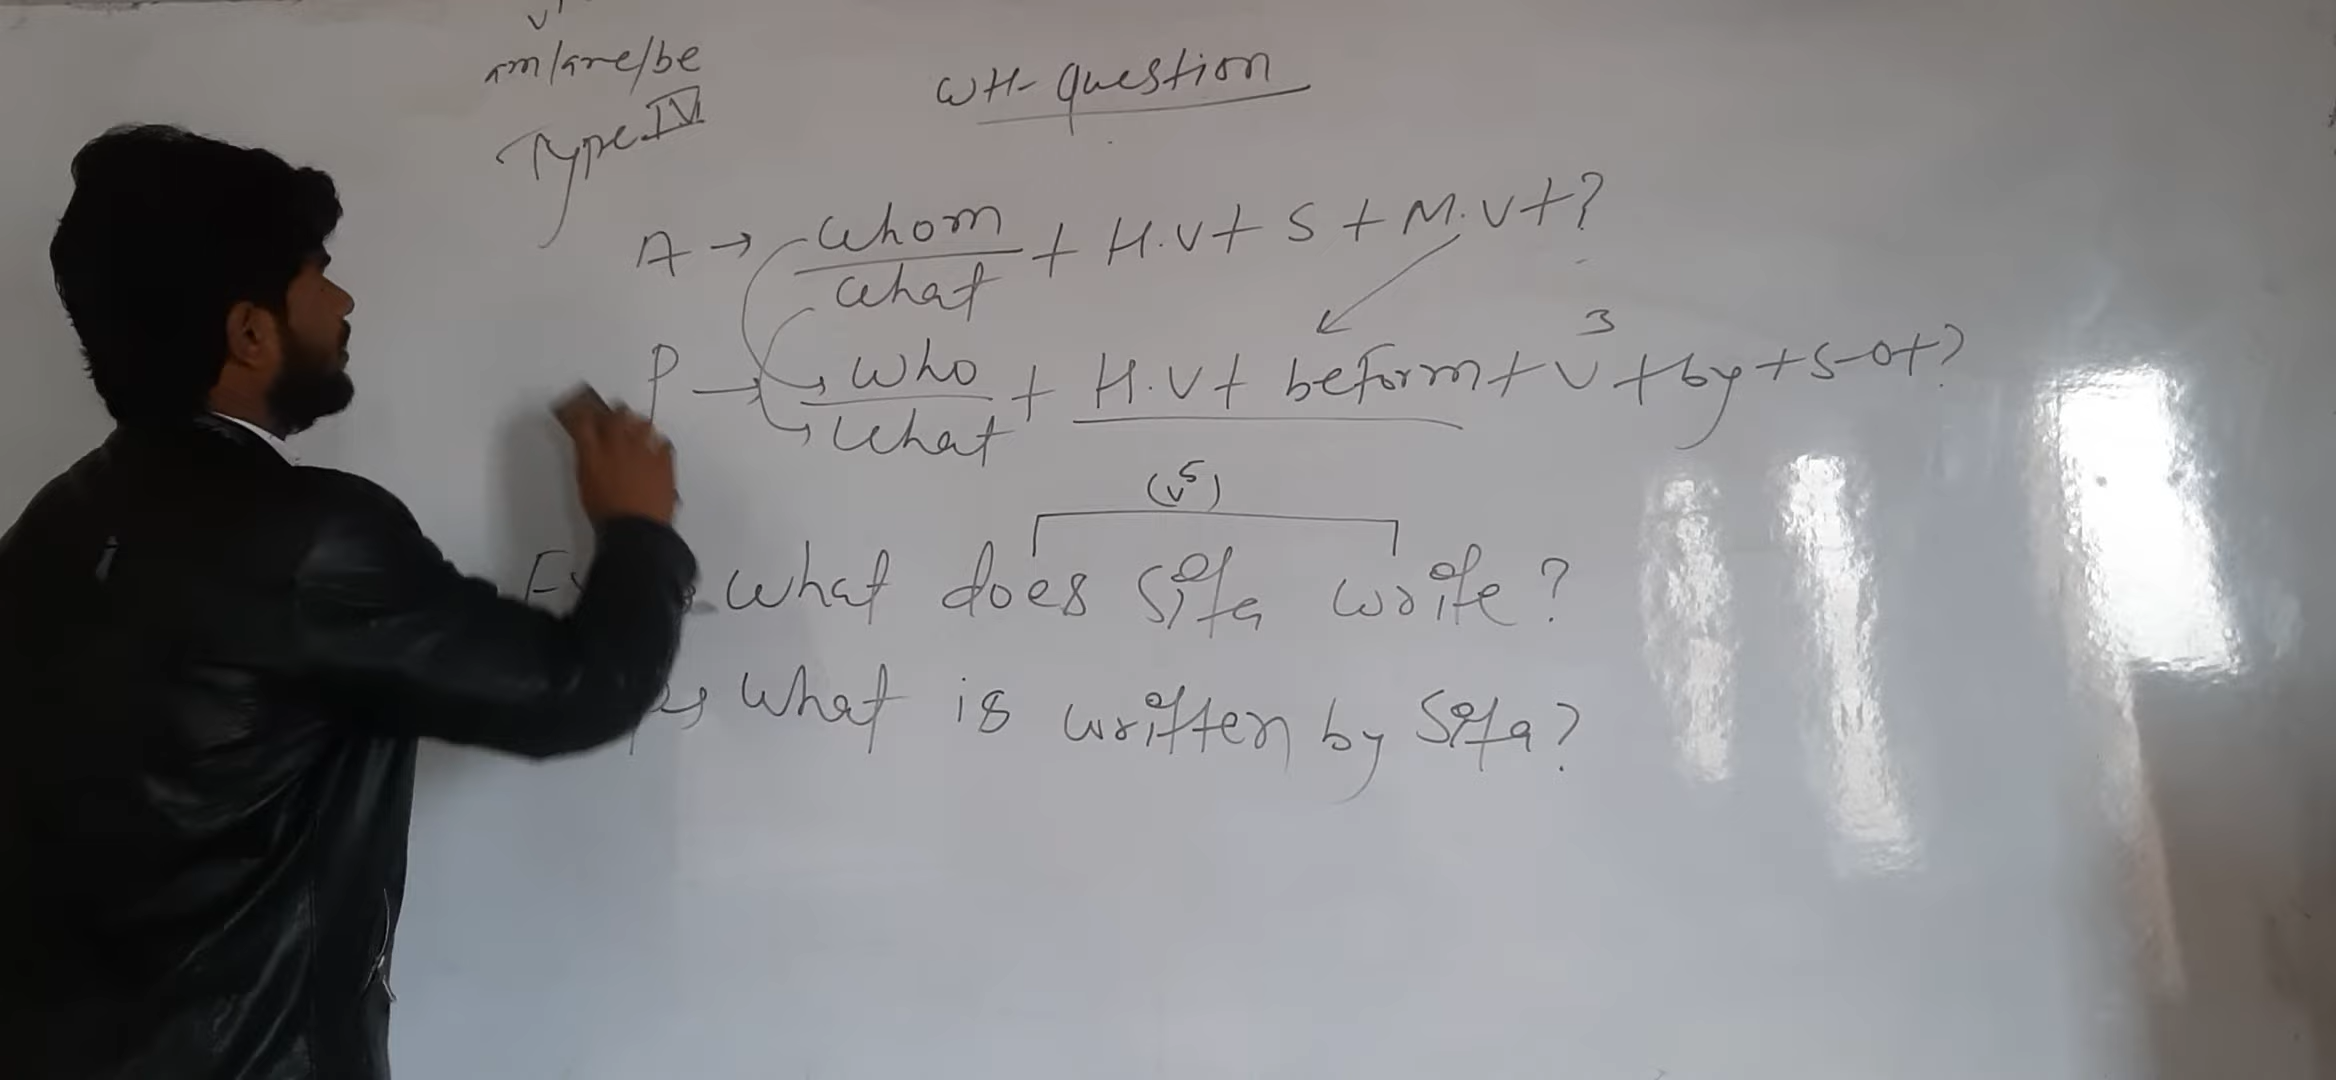 am/are/be
Type-IV
WH-Question
A → Whom + H.V + S + M.V + ?
What
3
P → Who + H.V + beform + V + by + S-O + ?
What
(V5)
What does Sita write?
What is written by Sita?